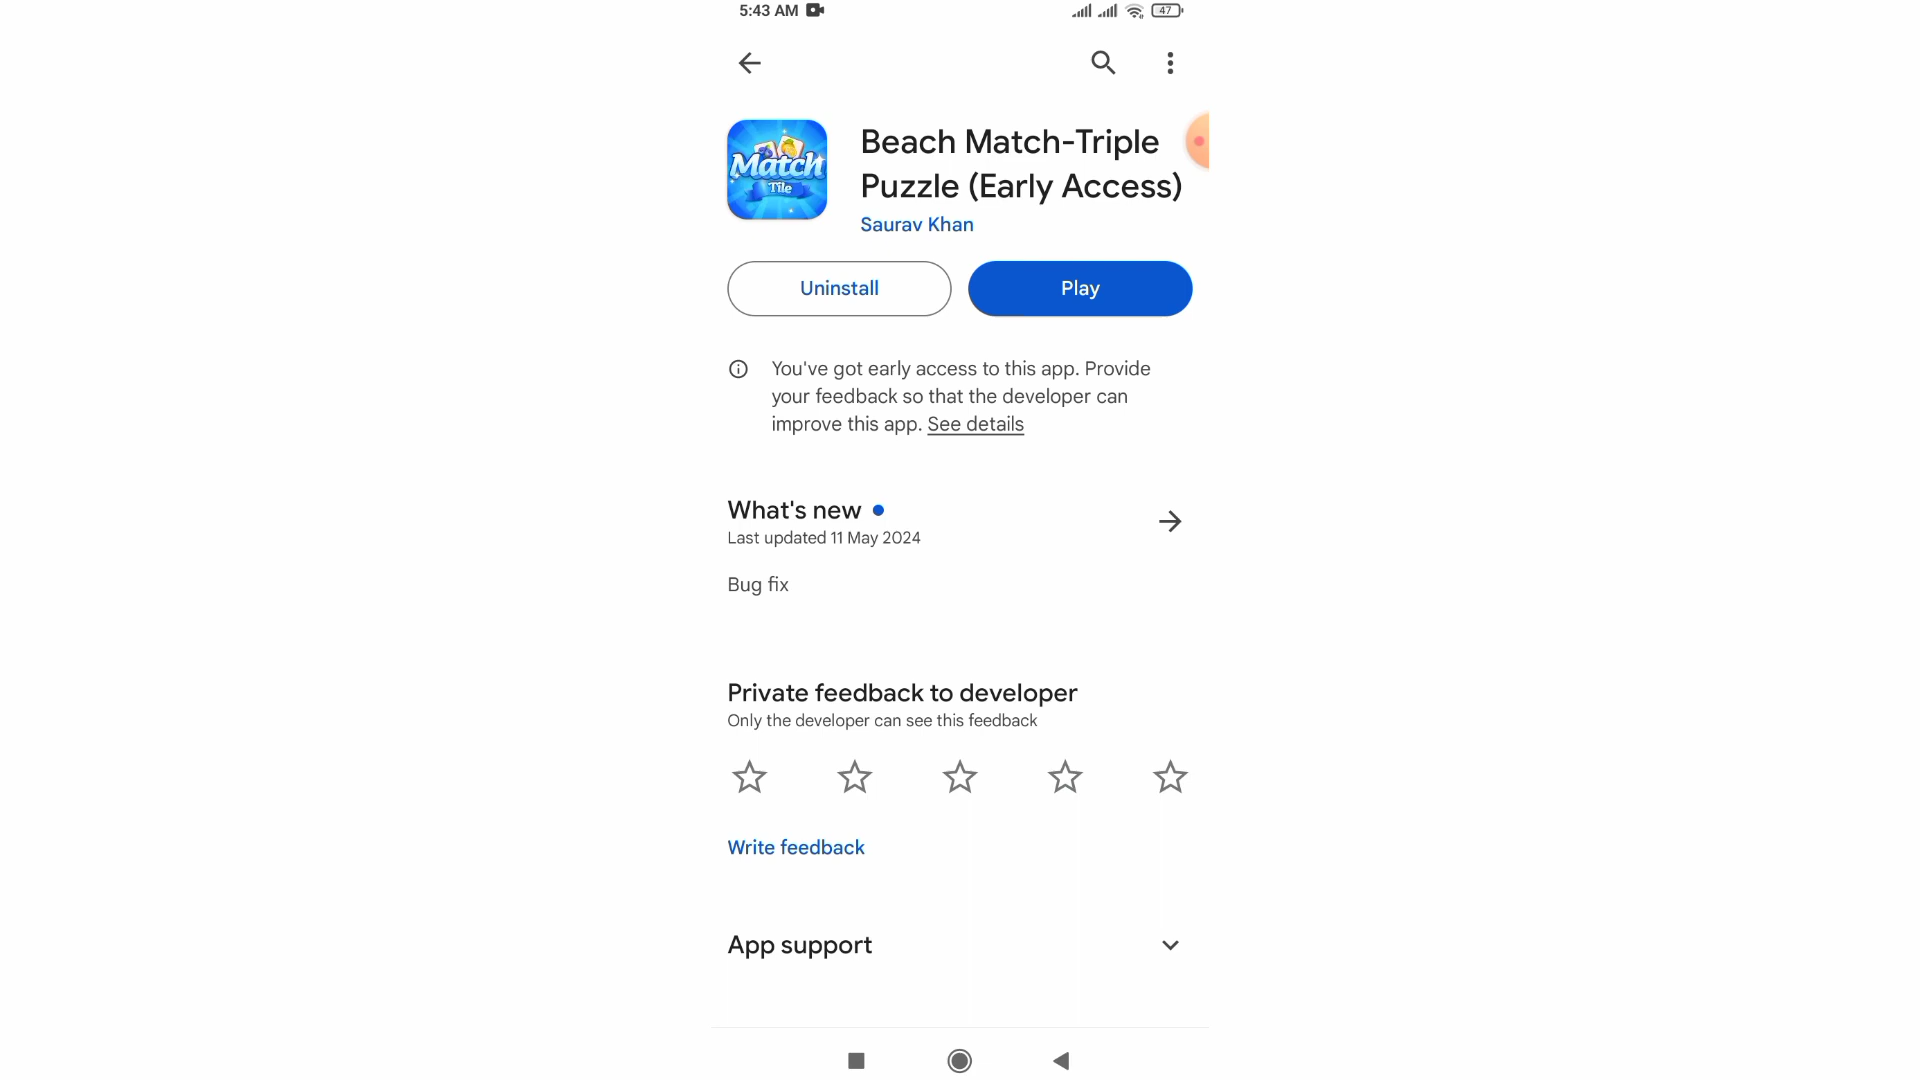 5:43 AM
47
Match
Tile
Beach Match-Triple
Puzzle (Early Access)
Saurav Khan
Uninstall
Play
You've got early access to this app. Provide
your feedback so that the developer can
improve this app. See details
What's new
Last updated 11 May 2024
Bug fix
Private feedback to developer
Only the developer can see this feedback
Write feedback
App support